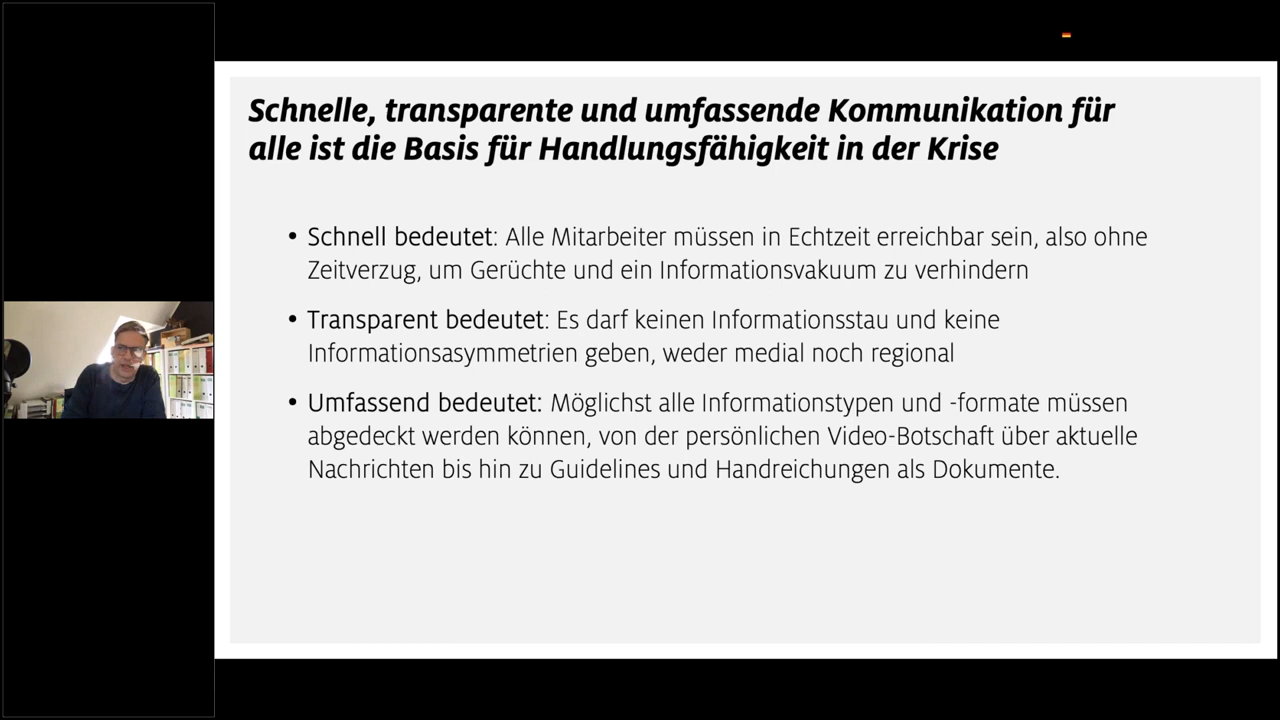 Schnelle, transparente und umfassende Kommunikation für
alle ist die Basis für Handlungsfähigkeit in der Krise
• Schnell bedeutet: Alle Mitarbeiter müssen in Echtzeit erreichbar sein, also ohne
Zeitverzug, um Gerüchte und ein Informationsvakuum zu verhindern
• Transparent bedeutet: Es darf keinen Informationsstau und keine
Informationsasymmetrien geben, weder medial noch regional
• Umfassend bedeutet: Möglichst alle Informationstypen und -formate müssen
abgedeckt werden können, von der persönlichen Video-Botschaft über aktuelle
Nachrichten bis hin zu Guidelines und Handreichungen als Dokumente.